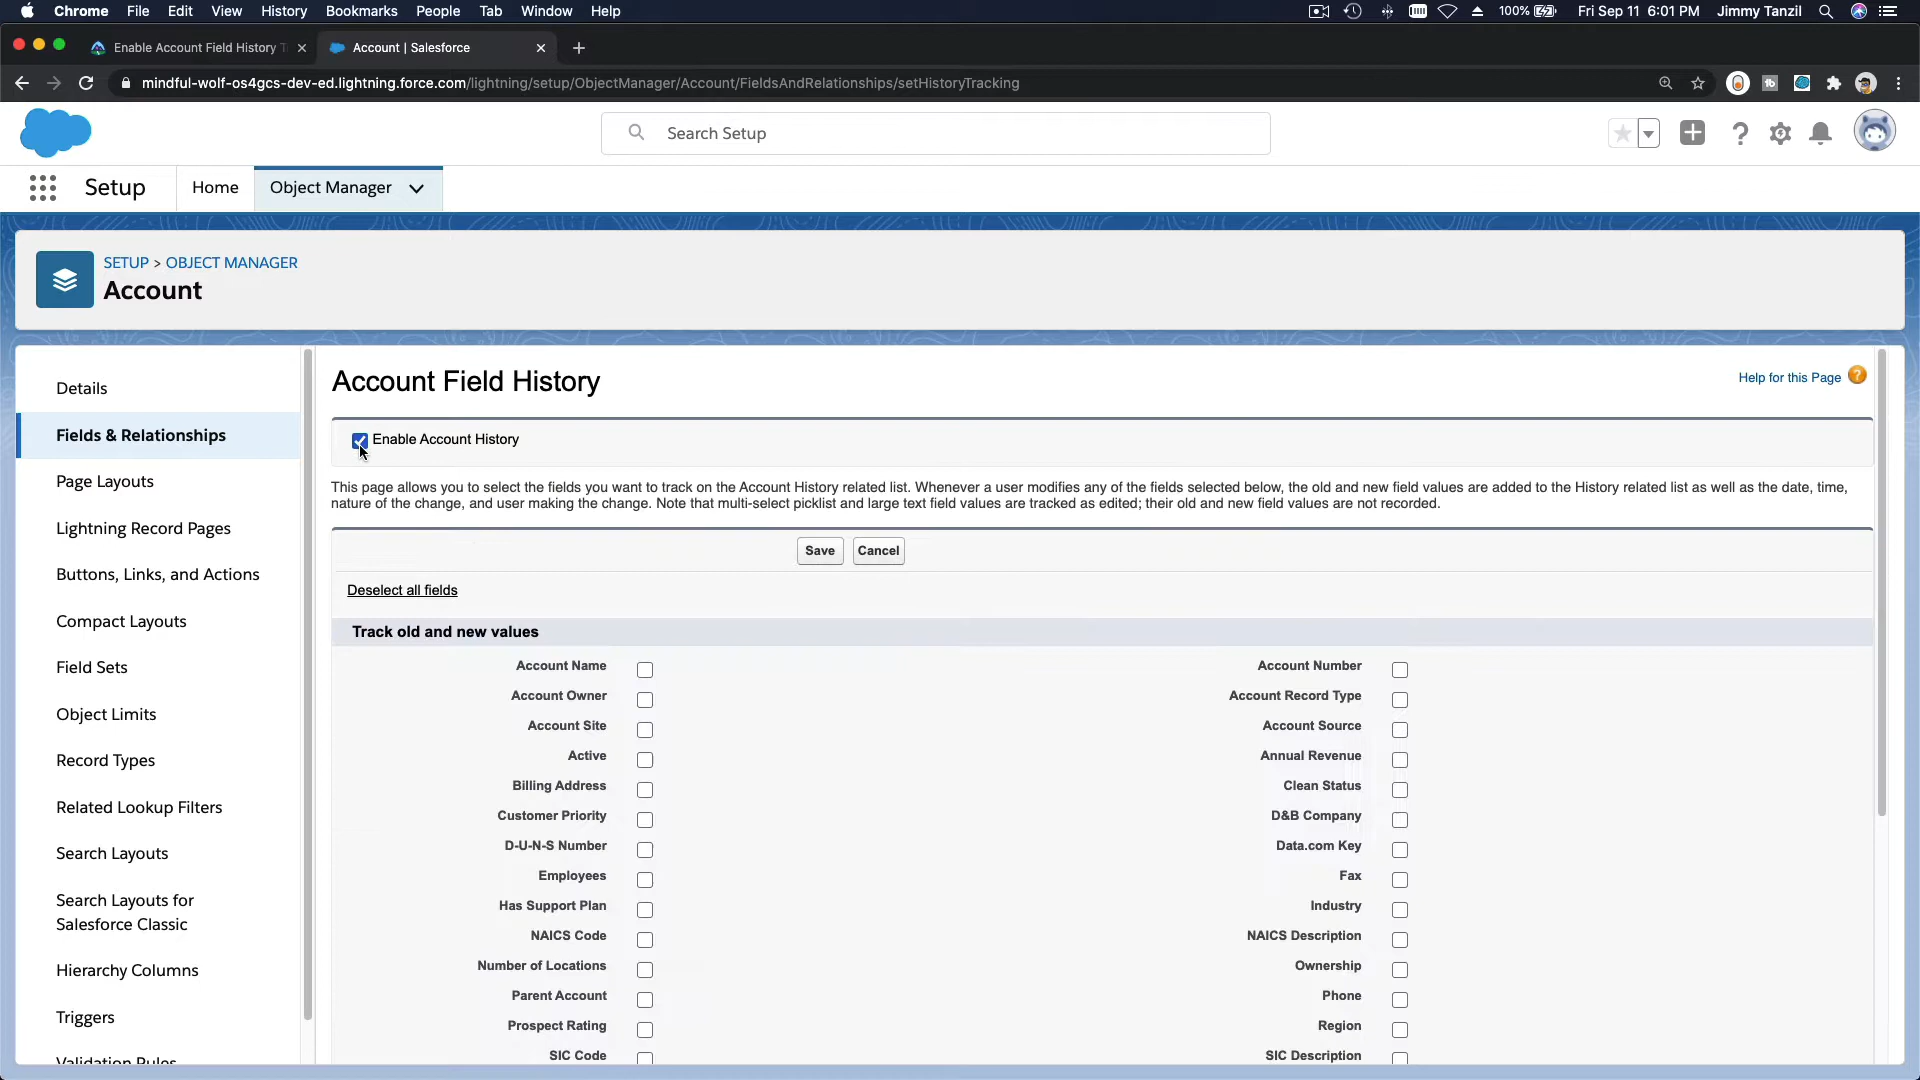 Chrome File Edit View History Bookmarks People Tab Window Help 100% Fri Sep 11 6:01 PM Jimmy Tanzil
Enable Account Field History T
Account | Salesforce
mindful-wolf-os4gcs-dev-ed.lightning.force.com/lightning/setup/ObjectManager/Account/FieldsAndRelationships/setHistoryTracking
Search Setup
Setup Home Object Manager
SETUP > OBJECT MANAGER
Account
Details
Fields & Relationships
Page Layouts
Lightning Record Pages
Buttons, Links, and Actions
Compact Layouts
Field Sets
Object Limits
Record Types
Related Lookup Filters
Search Layouts
Search Layouts for
Salesforce Classic
Hierarchy Columns
Triggers
Validation Rules
Account Field History
Help for this Page ?
Enable Account History
This page allows you to select the fields you want to track on the Account History related list. Whenever a user modifies any of the fields selected below, the old and new field values are added to the History related list as well as the date, time,
nature of the change, and user making the change. Note that multi-select picklist and large text field values are tracked as edited; their old and new field values are not recorded.
Save Cancel
Deselect all fields
Track old and new values
Account Name Account Number
Account Owner Account Record Type
Account Site Account Source
Active Annual Revenue
Billing Address Clean Status
Customer Priority D&B Company
D-U-N-S Number Data.com Key
Employees Fax
Has Support Plan Industry
NAICS Code NAICS Description
Number of Locations Ownership
Parent Account Phone
Prospect Rating Region
SIC Code SIC Description